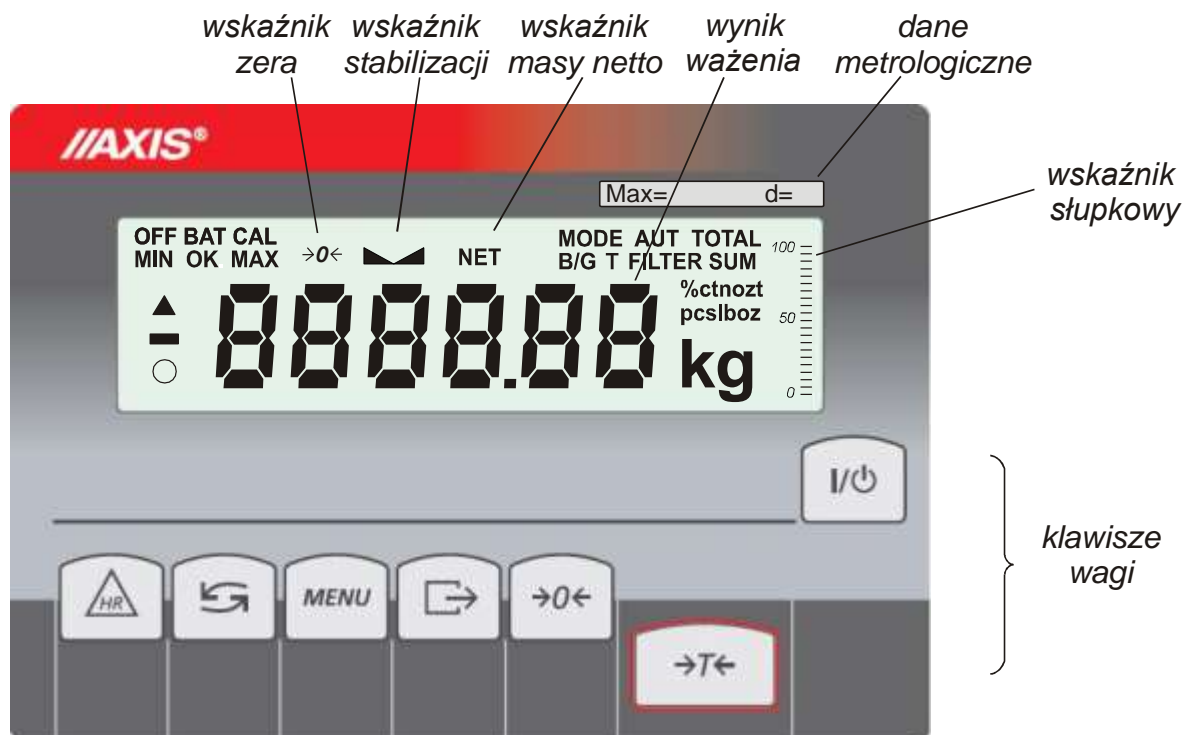 wskaźnik wskaźnik wskaźnik wynik dane
zera stabilizacji masy netto ważenia metrologiczne
//AXIS®
Max= d=
wskaźnik
słupkowy
OFF BAT CAL MODE AUT TOTAL 100
MIN OK MAX →0← NET B/G T FILTER SUM
%ctnozt
pcslboz
50
888888.88 kg
0
I/⏻
klawisze
wagi
HR MENU →0←
→T←